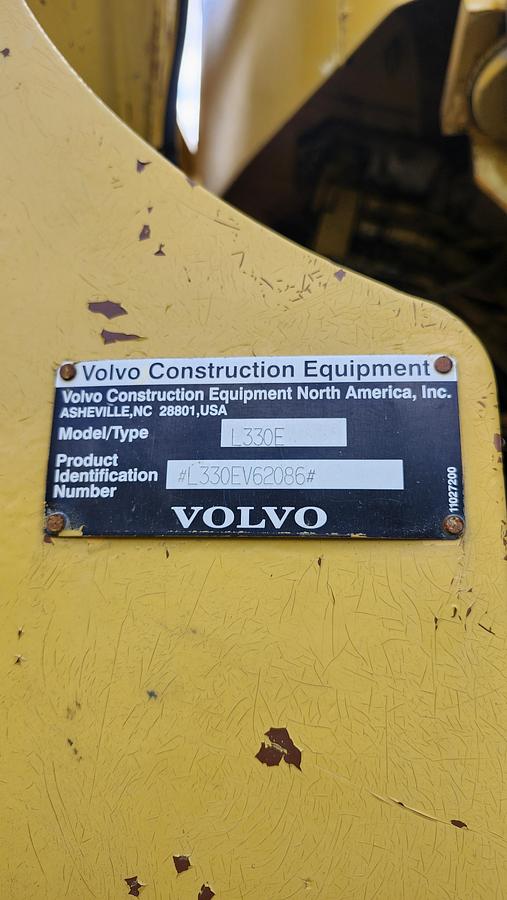 Volvo Construction Equipment
Volvo Construction Equipment North America, Inc.
ASHEVILLE,NC 28801,USA
Model/Type L330E
Product
Identification #L330EV62086#
Number
VOLVO
11027200